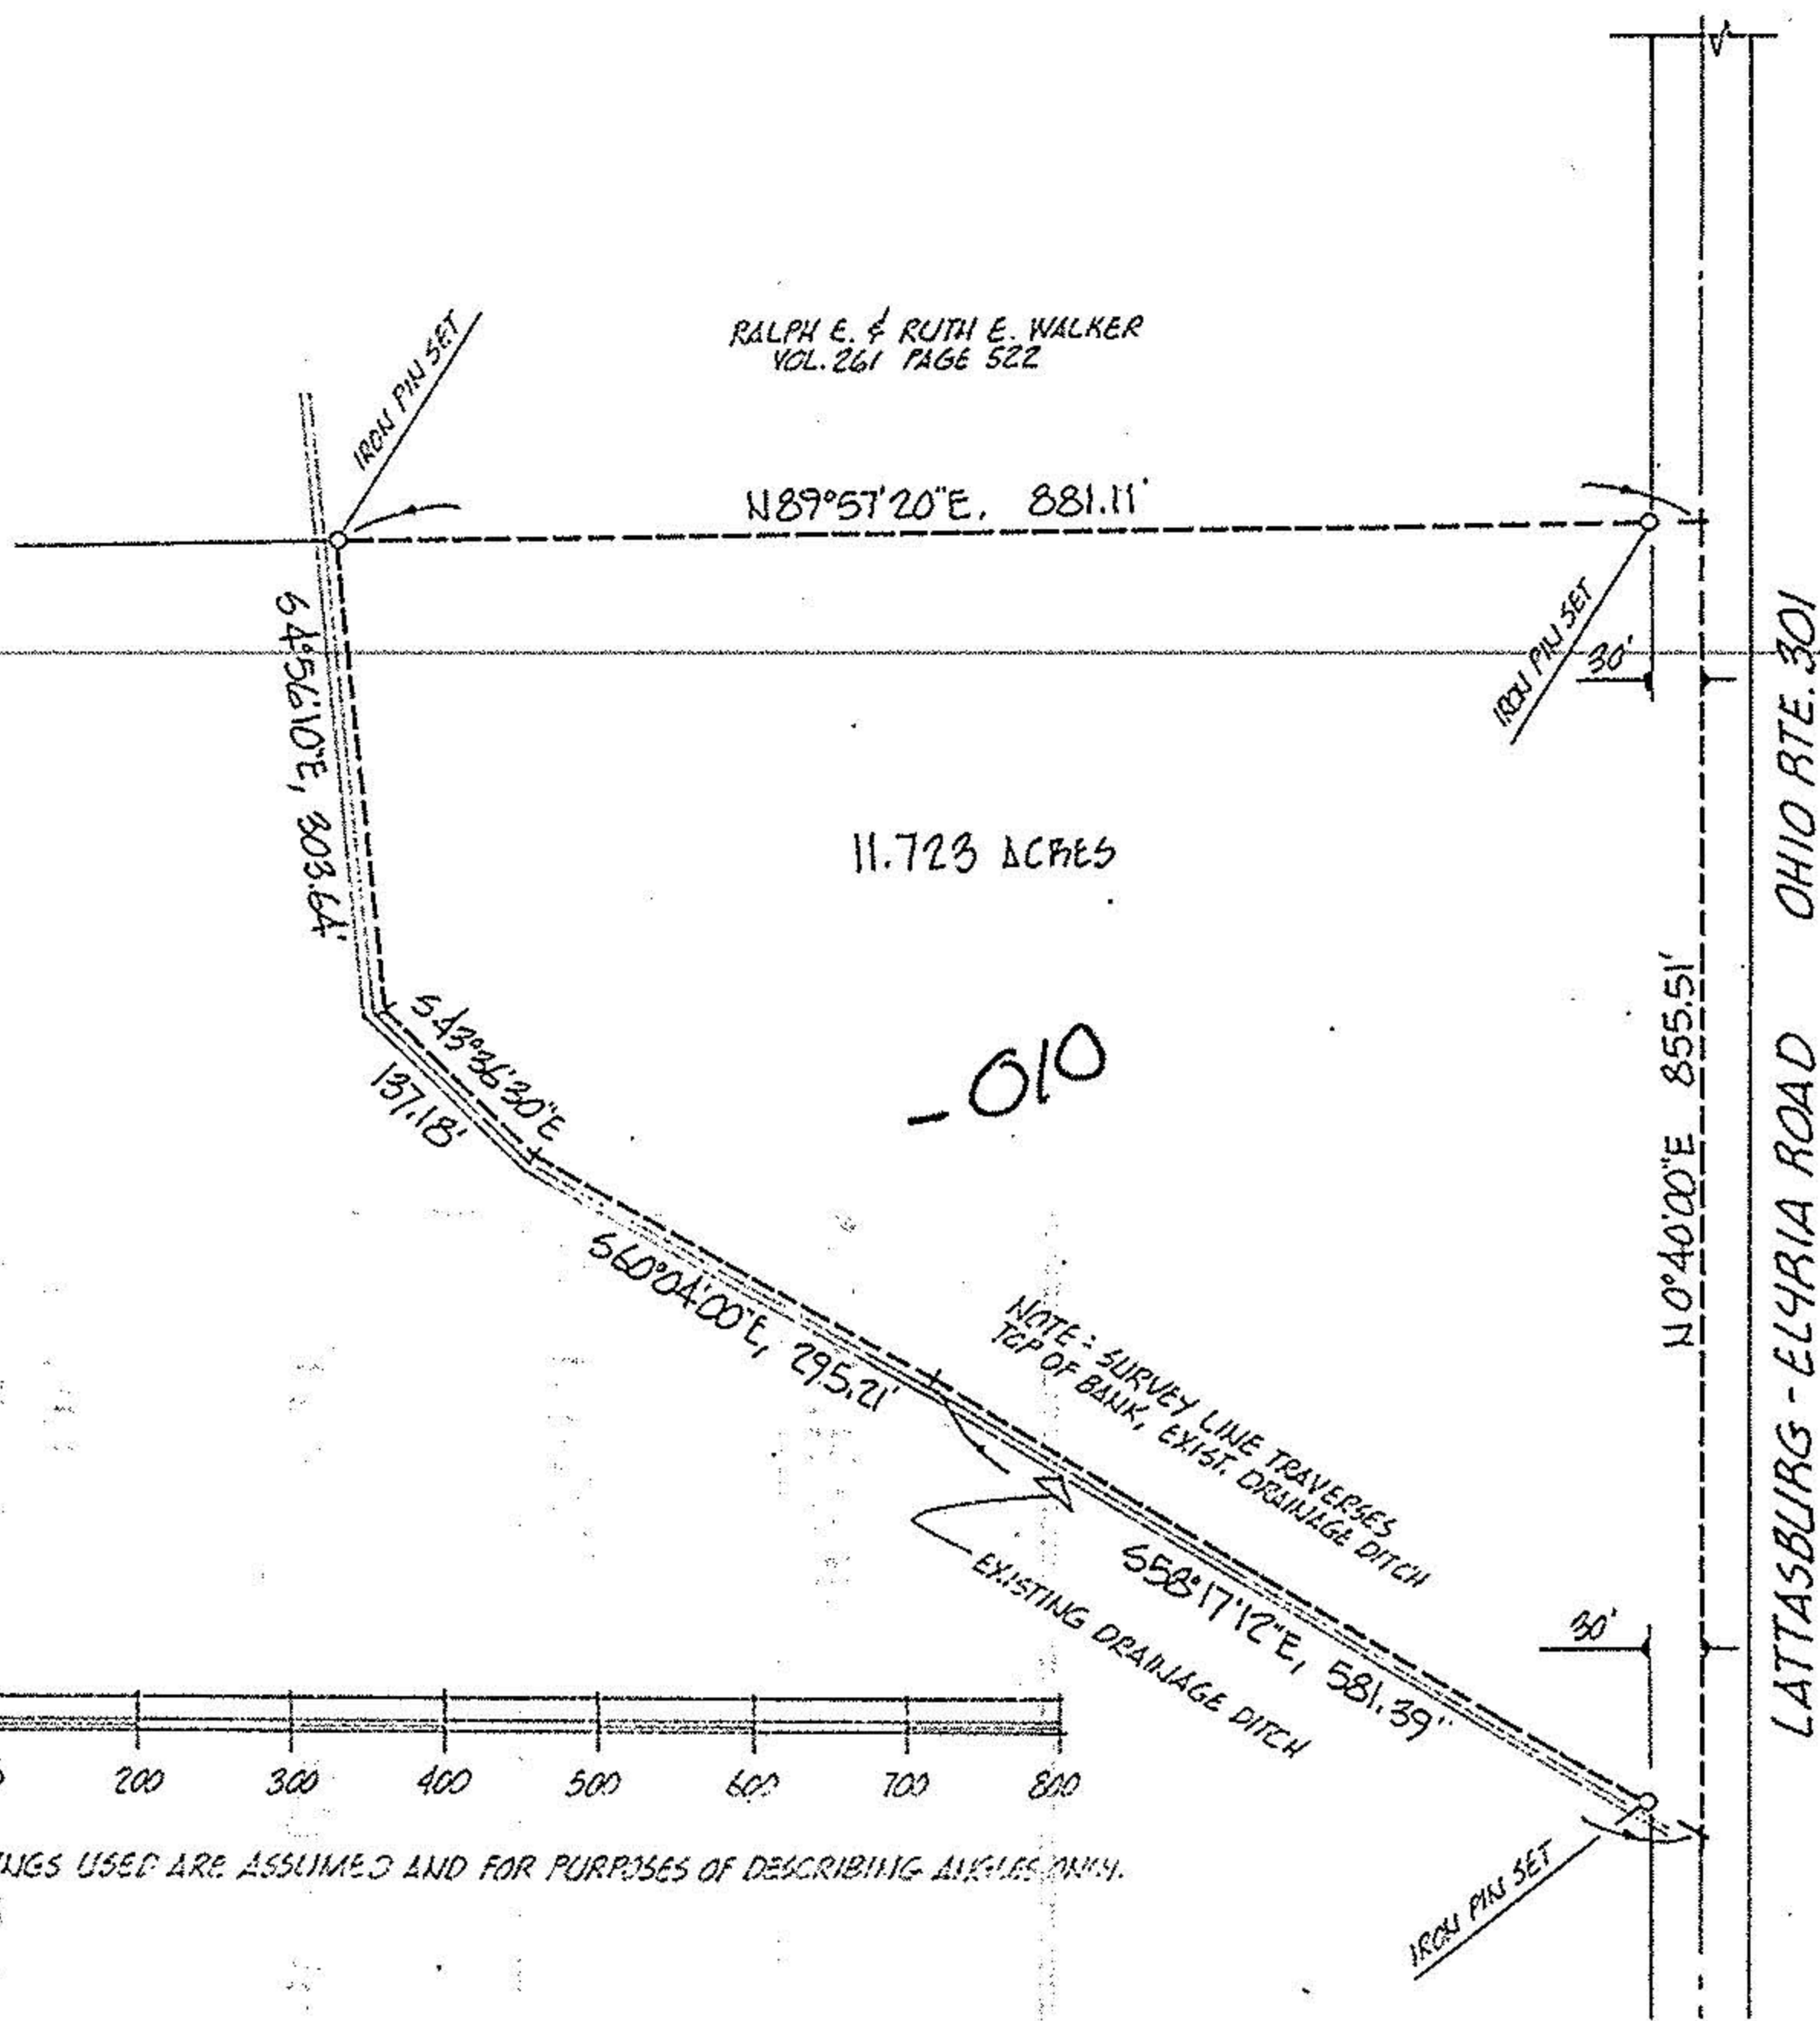 RALPH E. & RUTH E. WALKER
VOL. 261 PAGE 522
IRON PIN SET
N89°57'20"E, 881.11'
IRON PIN SET
30'
S4°56'10"E, 303.64'
11.723 ACRES
OHIO RTE. 301
LATTASBURG - ELYRIA ROAD
N0°40'00"E 855.51'
S43°36'30"E
137.18'
-010
S60°04'00"E, 295.21'
NOTE: SURVEY LINE TRAVERSES
TOP OF BANK, EXIST. DRAINAGE DITCH
EXISTING DRAINAGE DITCH
S58°17'12"E, 581.39"
30'
200 300 400 500 600 700 800
NGS USED ARE ASSUMED AND FOR PURPOSES OF DESCRIBING ANGLES ONLY.
IRON PIN SET